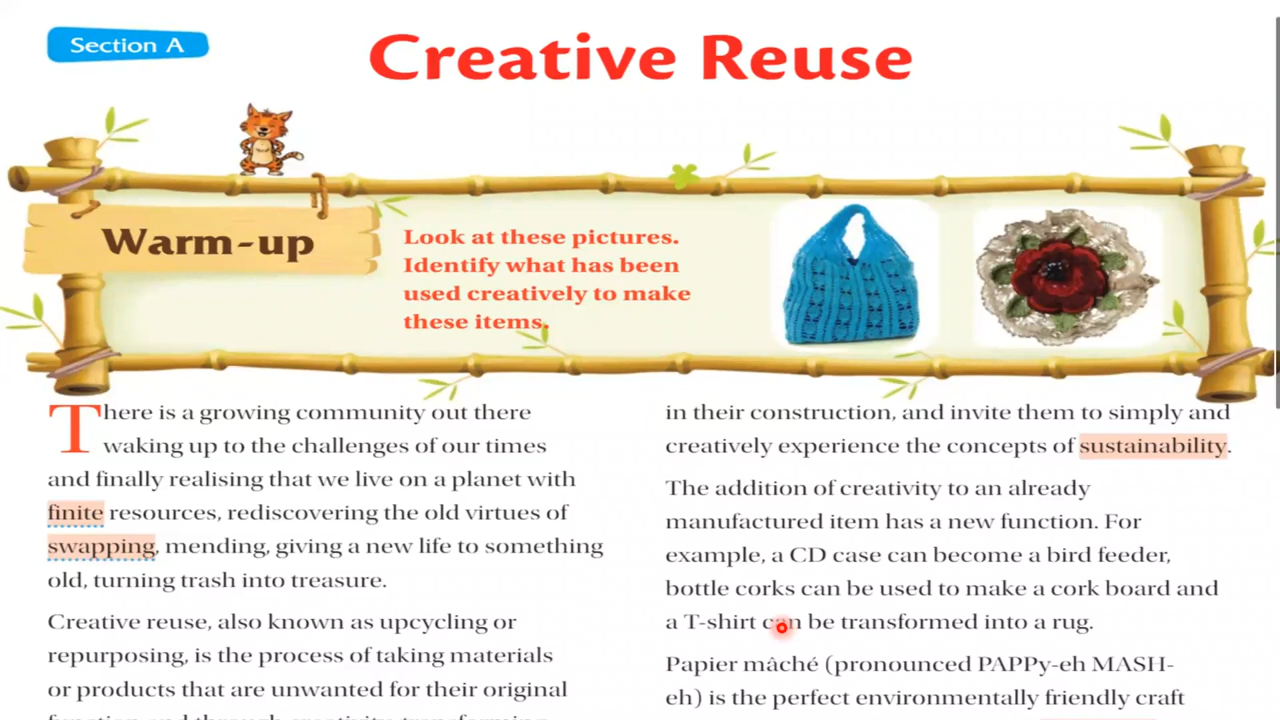 Section A
Creative Reuse
Warm-up
Look at these pictures.
Identify what has been
used creatively to make
these items.
There is a growing community out there
waking up to the challenges of our times
and finally realising that we live on a planet with
finite resources, rediscovering the old virtues of
swapping, mending, giving a new life to something
old, turning trash into treasure.
Creative reuse, also known as upcycling or
repurposing, is the process of taking materials
or products that are unwanted for their original
function and through creativity transforming
in their construction, and invite them to simply and
creatively experience the concepts of sustainability.
The addition of creativity to an already
manufactured item has a new function. For
example, a CD case can become a bird feeder,
bottle corks can be used to make a cork board and
a T-shirt can be transformed into a rug.
Papier mâché (pronounced PAPPy-eh MASH-
eh) is the perfect environmentally friendly craft